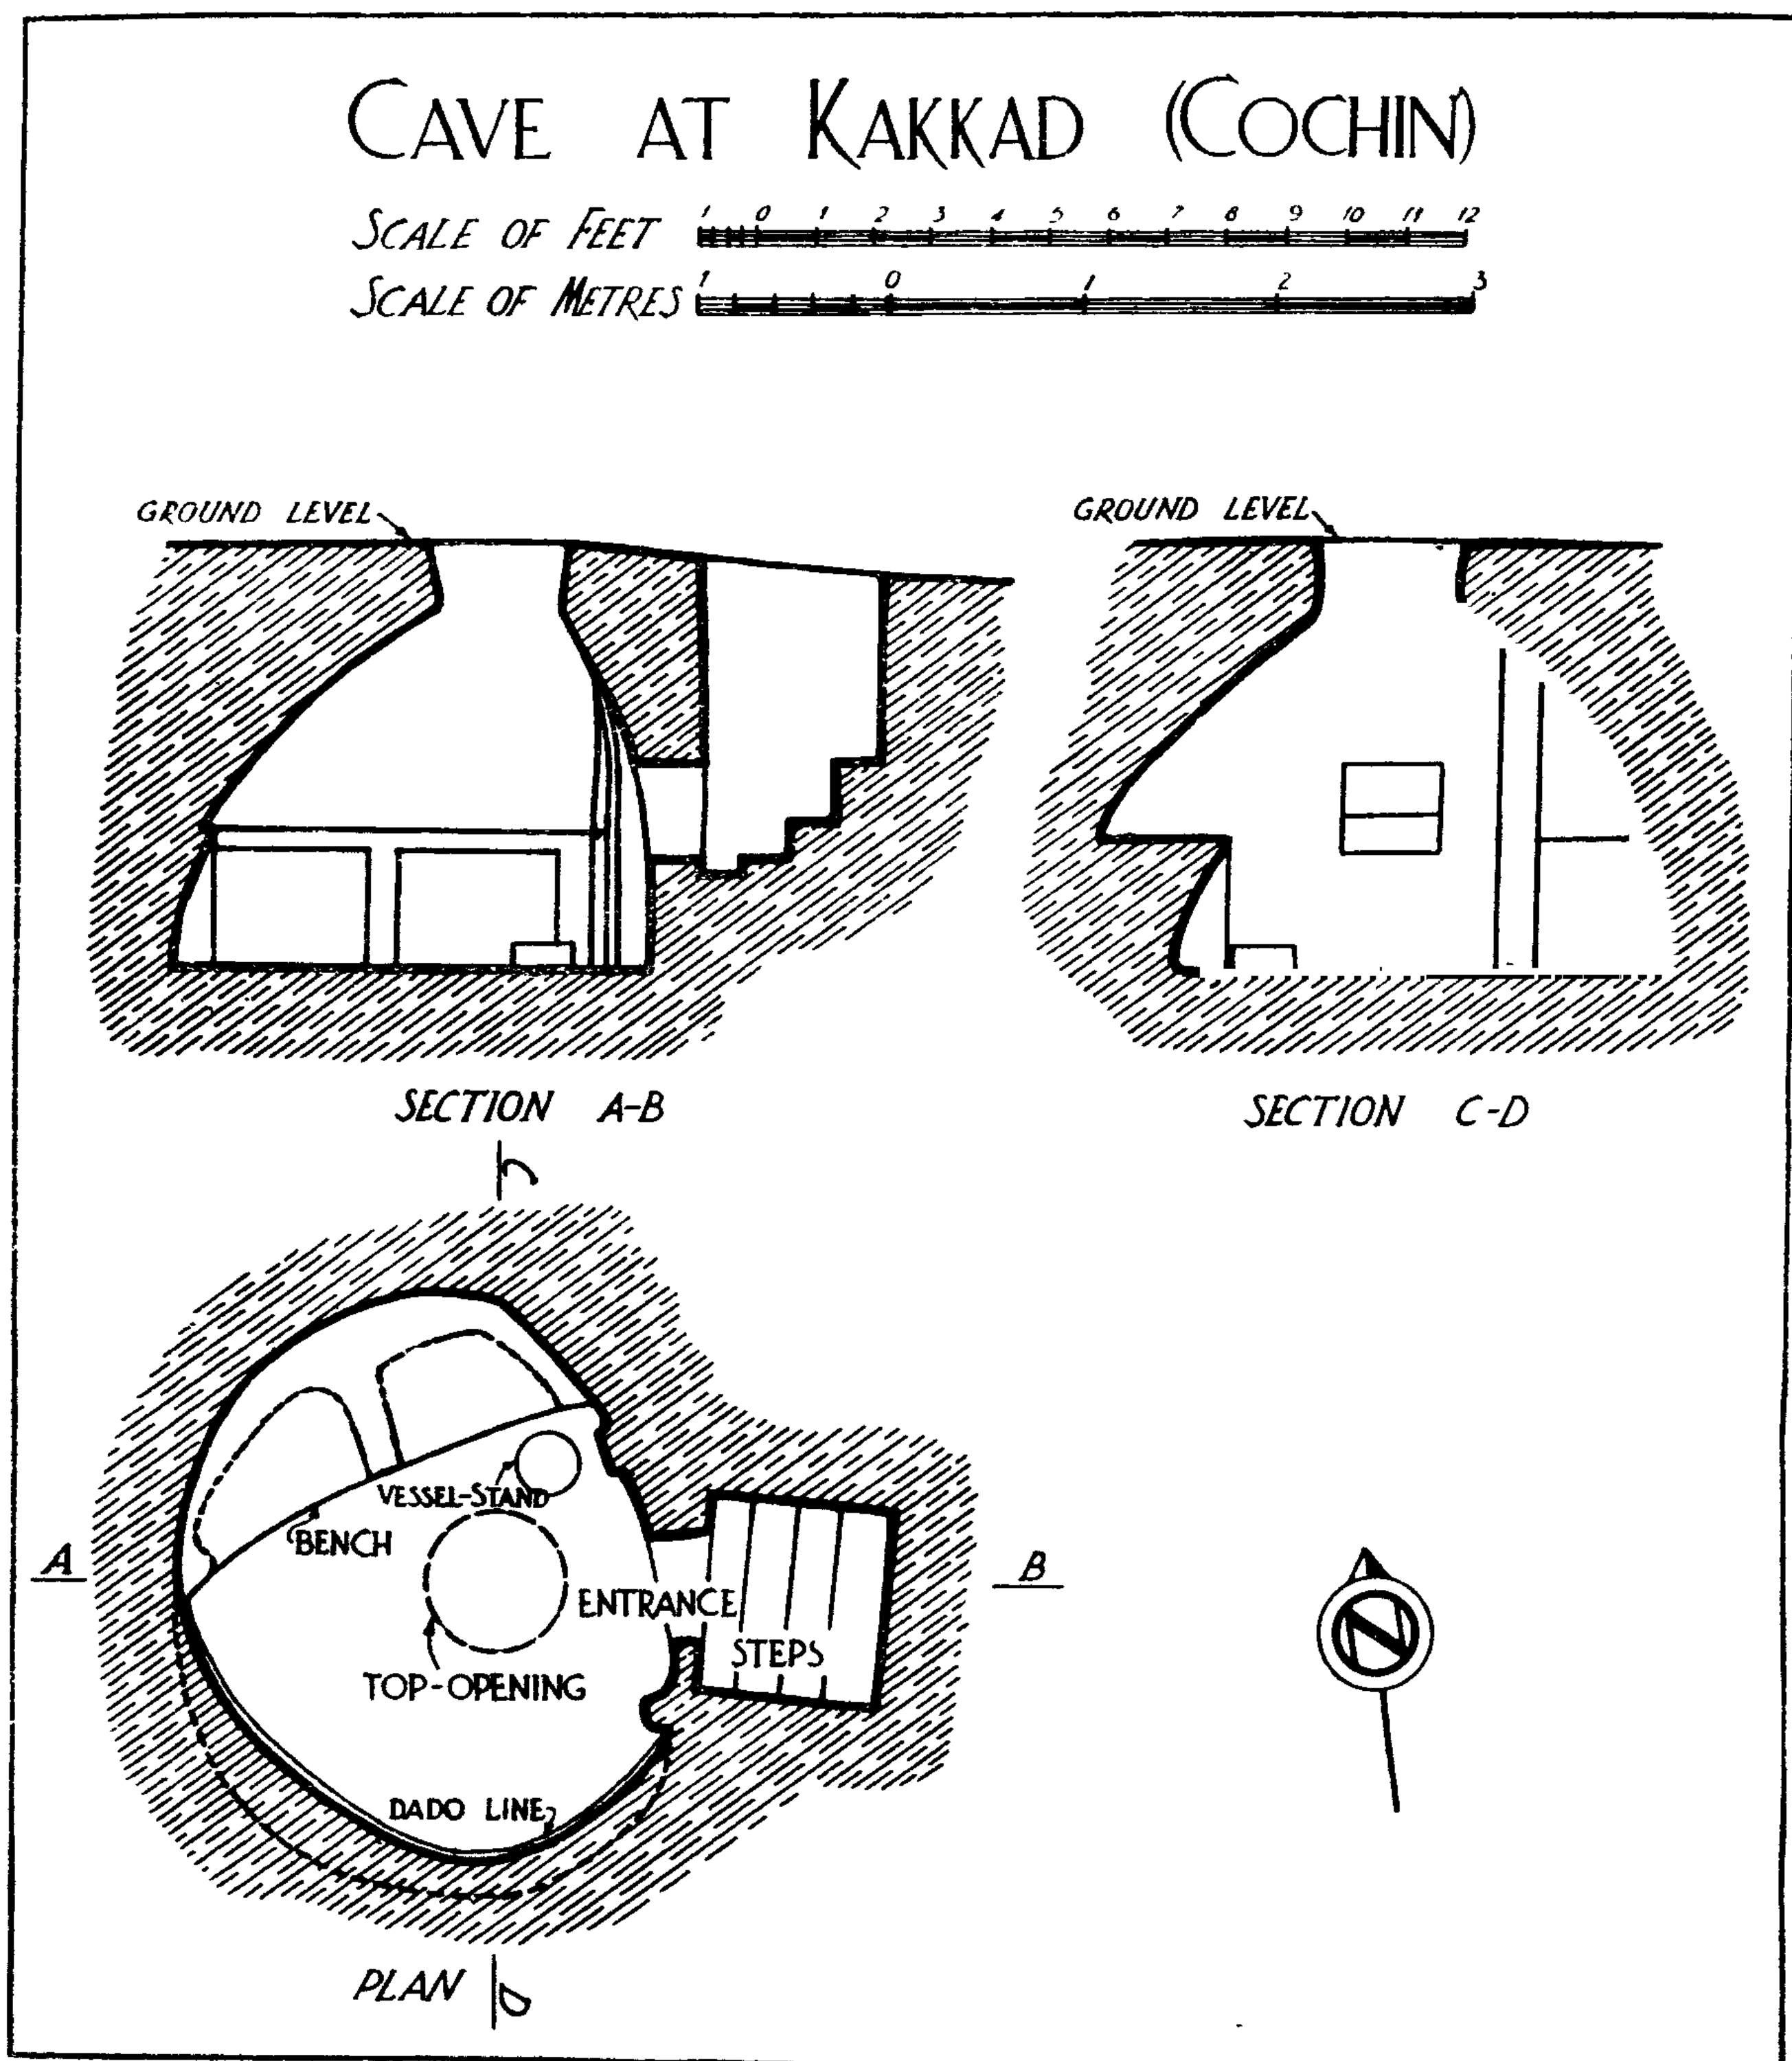 CAVE AT KAKKAD (COCHIN)
SCALE OF FEET 1 0 1 2 3 4 5 6 7 8 9 10 11 12
SCALE OF METRES 1 0 1 2 3
GROUND LEVEL
GROUND LEVEL
SECTION A-B
SECTION C-D
C
VESSEL-STAND
BENCH
A
B
ENTRANCE
STEPS
TOP-OPENING
N
DADO LINE
PLAN
D